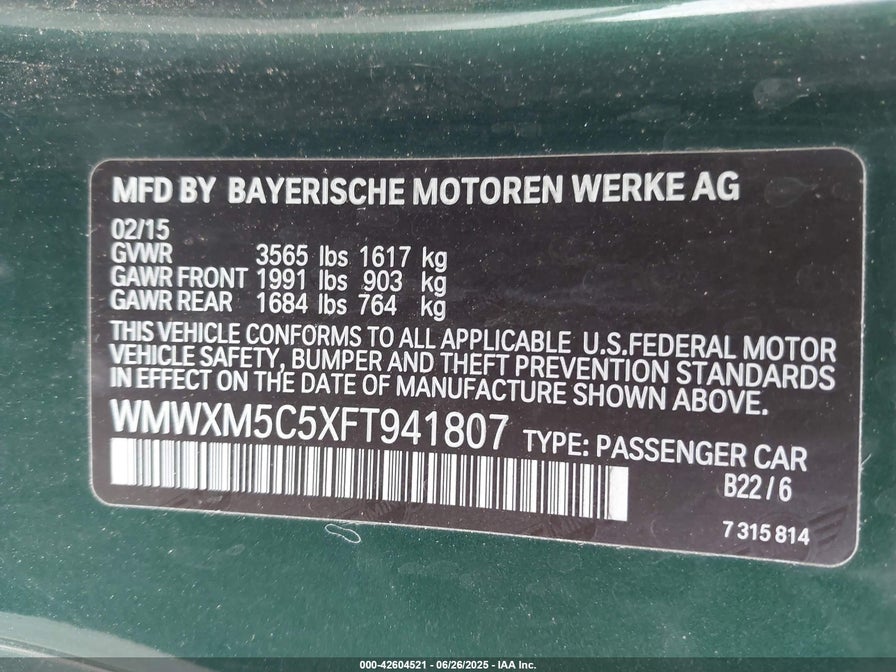 MFD BY BAYERISCHE MOTOREN WERKE AG
02/15
GVWR 3565 lbs 1617 kg
GAWR FRONT 1991 lbs 903 kg
GAWR REAR 1684 lbs 764 kg
THIS VEHICLE CONFORMS TO ALL APPLICABLE U.S.FEDERAL MOTOR
VEHICLE SAFETY, BUMPER AND THEFT PREVENTION STANDARDS
IN EFFECT ON THE DATE OF MANUFACTURE SHOWN ABOVE.
WMWXM5C5XFT941807 TYPE: PASSENGER CAR
B22/6
7 315 814
000-42604521 - 06/26/2025 - IAA Inc.